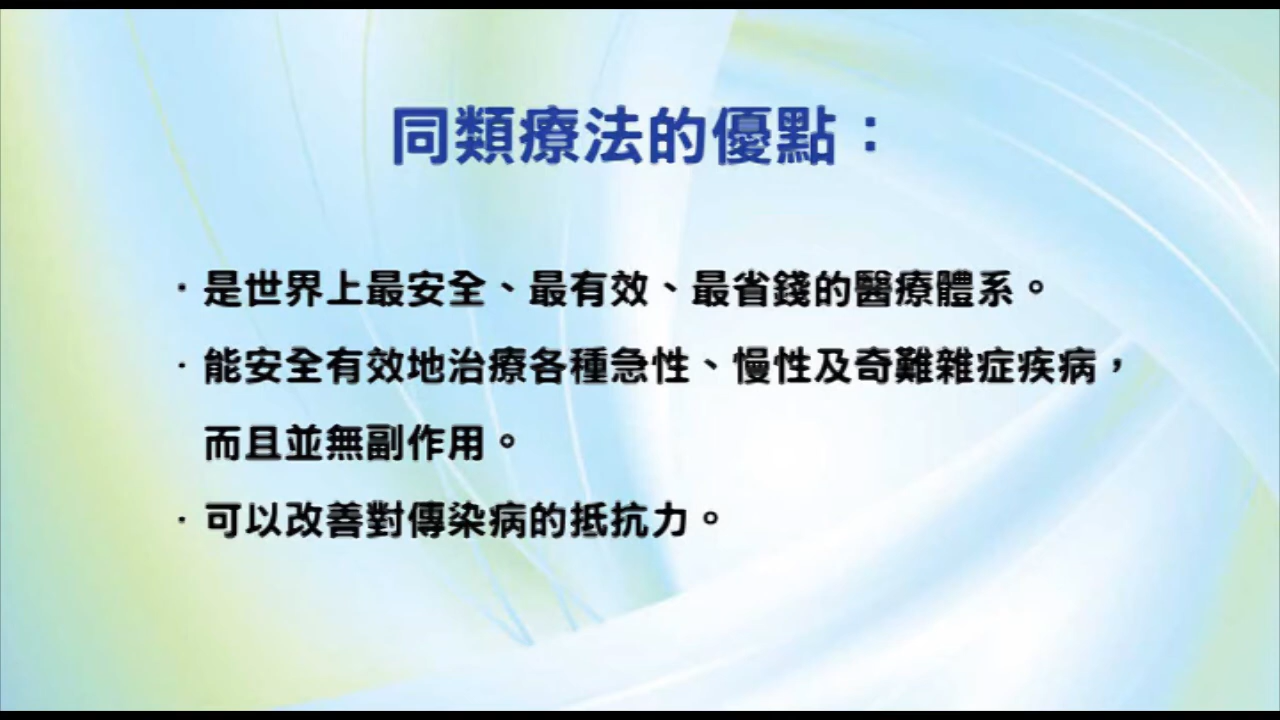 同類療法的優點：
· 是世界上最安全、最有效、最省錢的醫療體系。
· 能安全有效地治療各種急性、慢性及奇難雜症疾病，
而且並無副作用。
· 可以改善對傳染病的抵抗力。